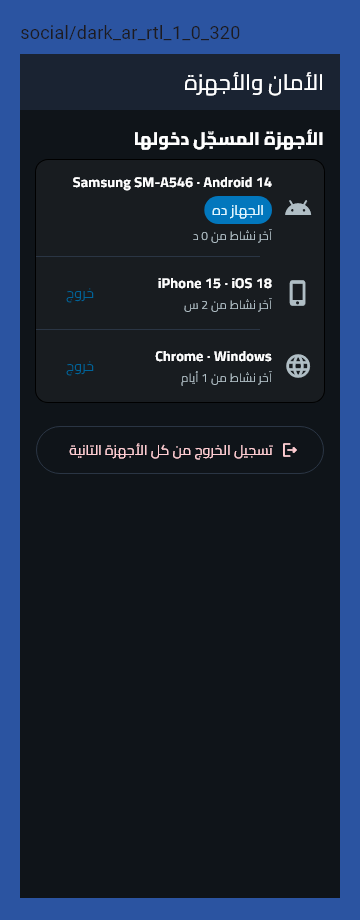 social/dark_ar_rtl_1_0_320
الأمان والأجهزة
الأجهزة المسجّل دخولها
Samsung SM-A546 · Android 14
الجهاز ده
آخر نشاط من 0 د
iPhone 15 · iOS 18
آخر نشاط من 2 س
خروج
Chrome · Windows
آخر نشاط من 1 أيام
خروج
تسجيل الخروج من كل الأجهزة التانية